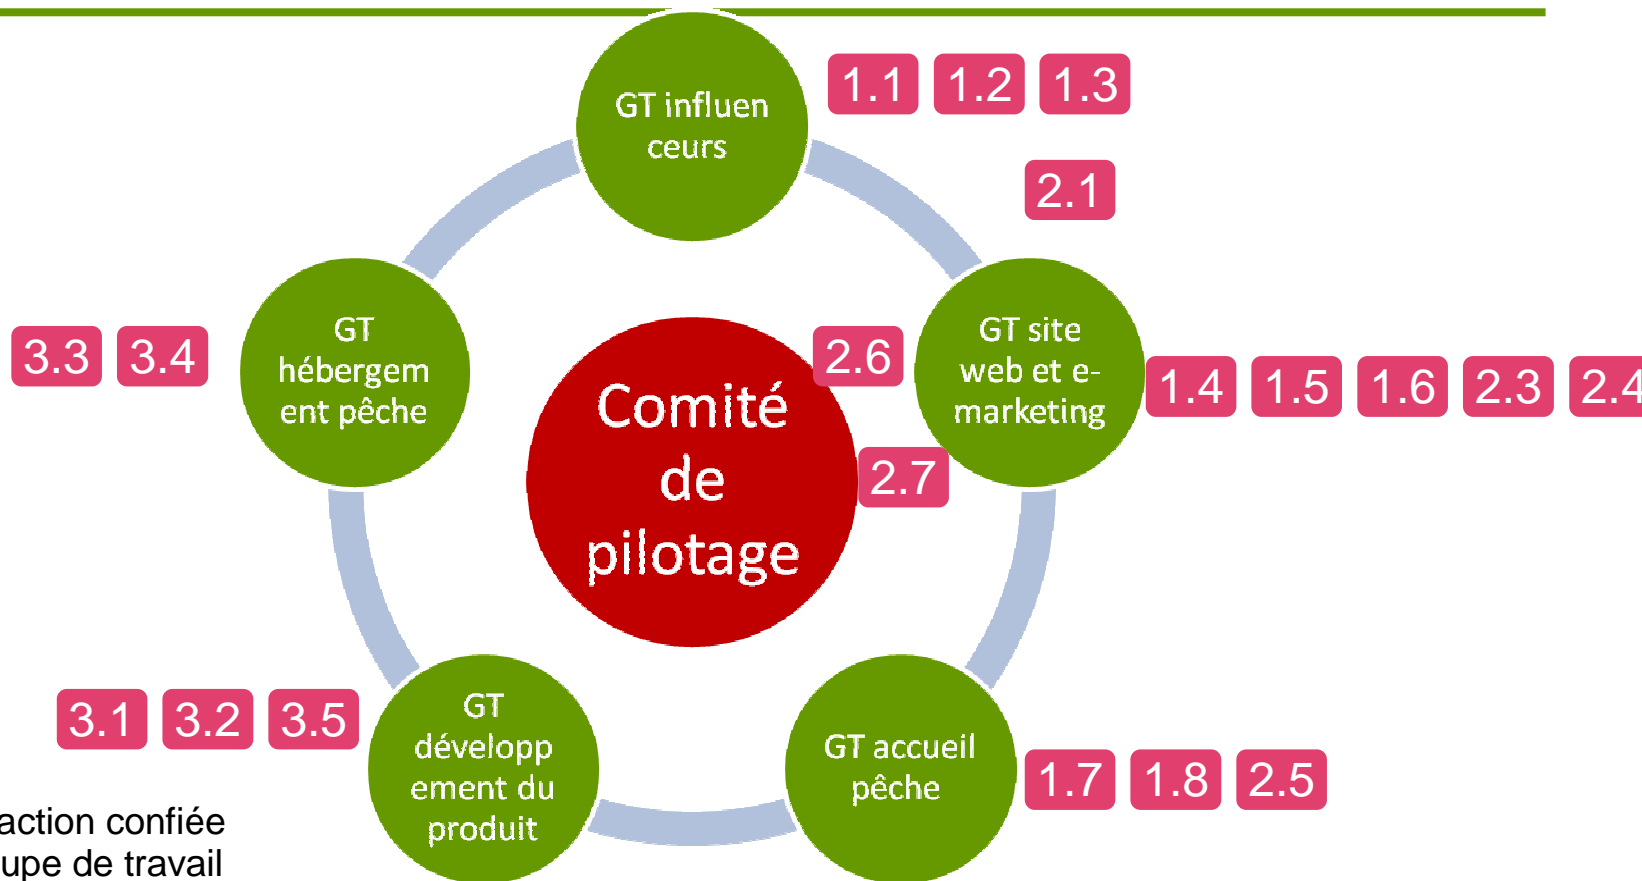 GT influen
ceurs
1.1 1.2 1.3
2.1
GT
hébergem
ent pêche
3.3 3.4
Comité
de
pilotage
2.6
2.7
GT site
web et e-
marketing
1.4 1.5 1.6 2.3 2.4
3.1 3.2 3.5
GT
développ
ement du
produit
GT accueil
pêche
1.7 1.8 2.5
action confiée
upe de travail